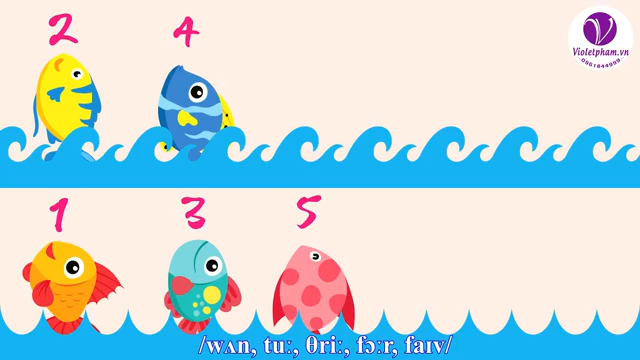 2 4
Violetpham.vn
0961844999
1 3 5
/wʌn, tuː, θriː, fɔːr, faɪv/